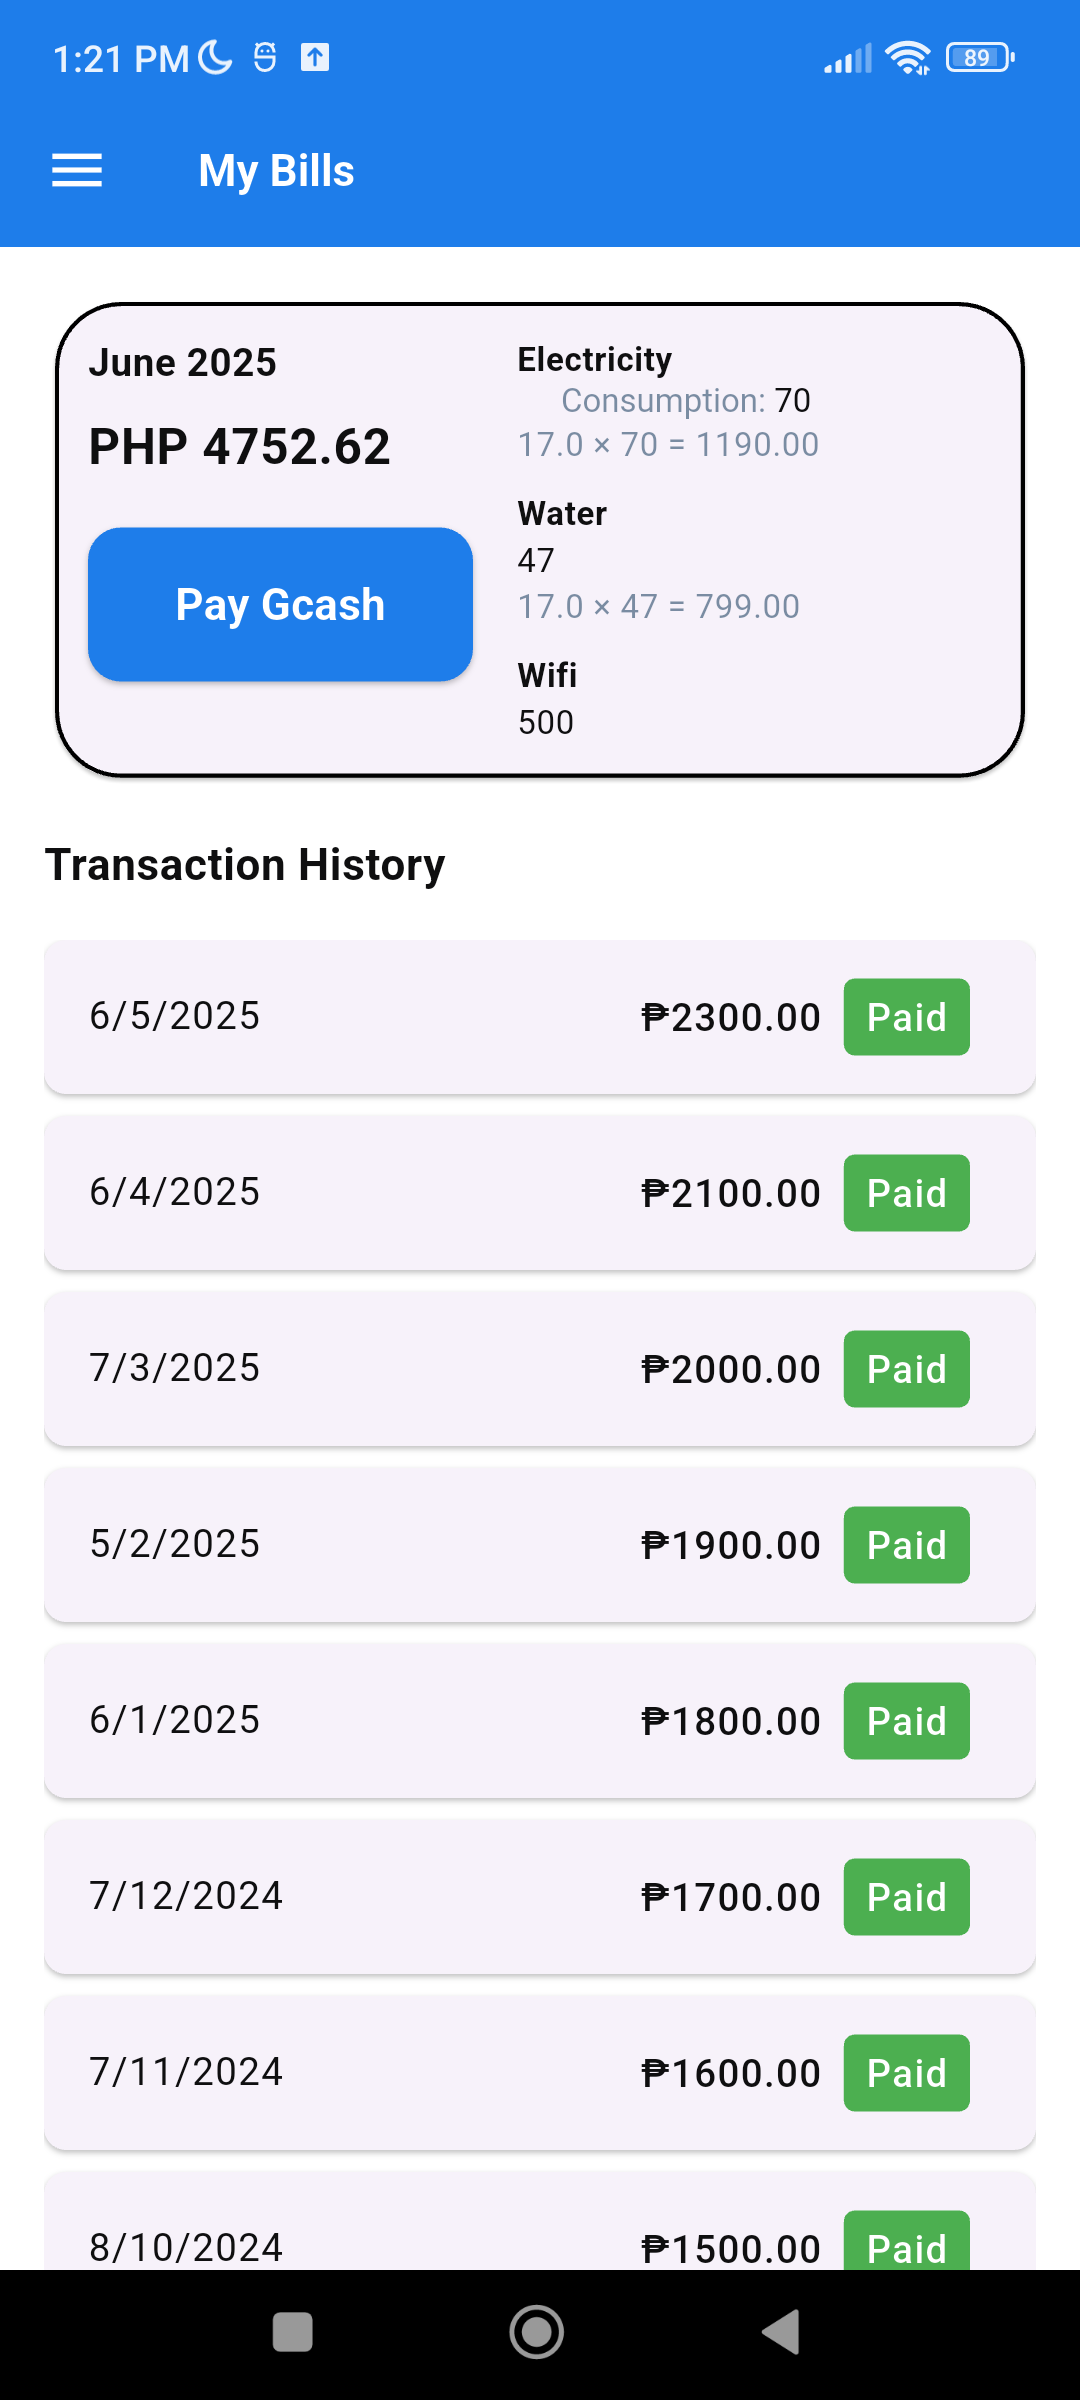 1:21 PM
89
My Bills
June 2025
PHP 4752.62
Pay Gcash
Electricity
Consumption: 70
17.0 × 70 = 1190.00
Water
47
17.0 × 47 = 799.00
Wifi
500
Transaction History
6/5/2025 ₱2300.00 Paid
6/4/2025 ₱2100.00 Paid
7/3/2025 ₱2000.00 Paid
5/2/2025 ₱1900.00 Paid
6/1/2025 ₱1800.00 Paid
7/12/2024 ₱1700.00 Paid
7/11/2024 ₱1600.00 Paid
8/10/2024 ₱1500.00 Paid